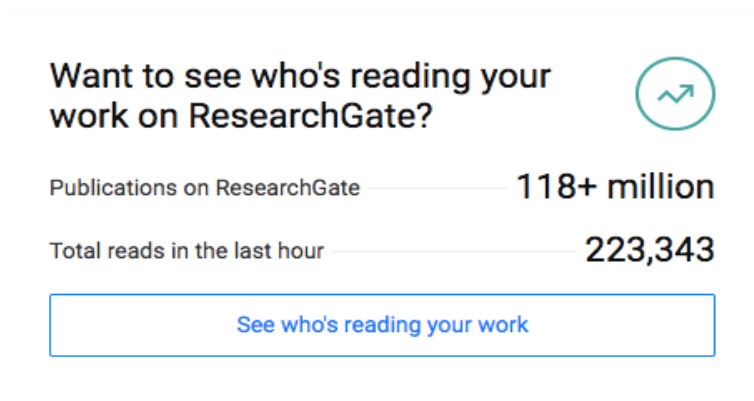 Want to see who's reading your
work on ResearchGate?
Publications on ResearchGate 118+ million
Total reads in the last hour 223,343
See who's reading your work